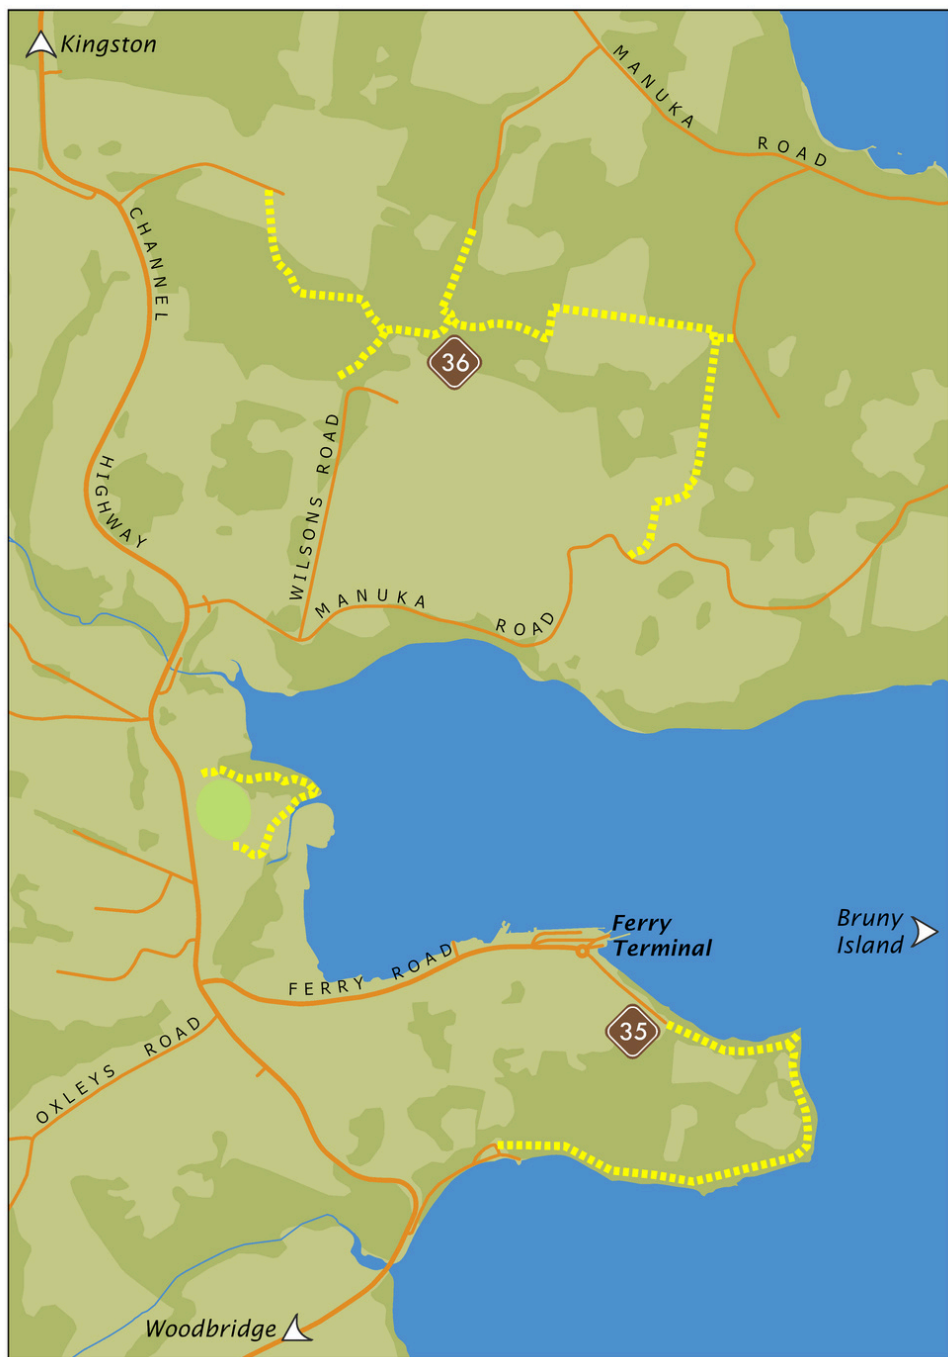 Kingston
MANUKA ROAD
CHANNEL HIGHWAY
36
WILSONS ROAD
MANUKA ROAD
Ferry
Terminal
Bruny
Island
FERRY ROAD
35
OXLEYS ROAD
Woodbridge